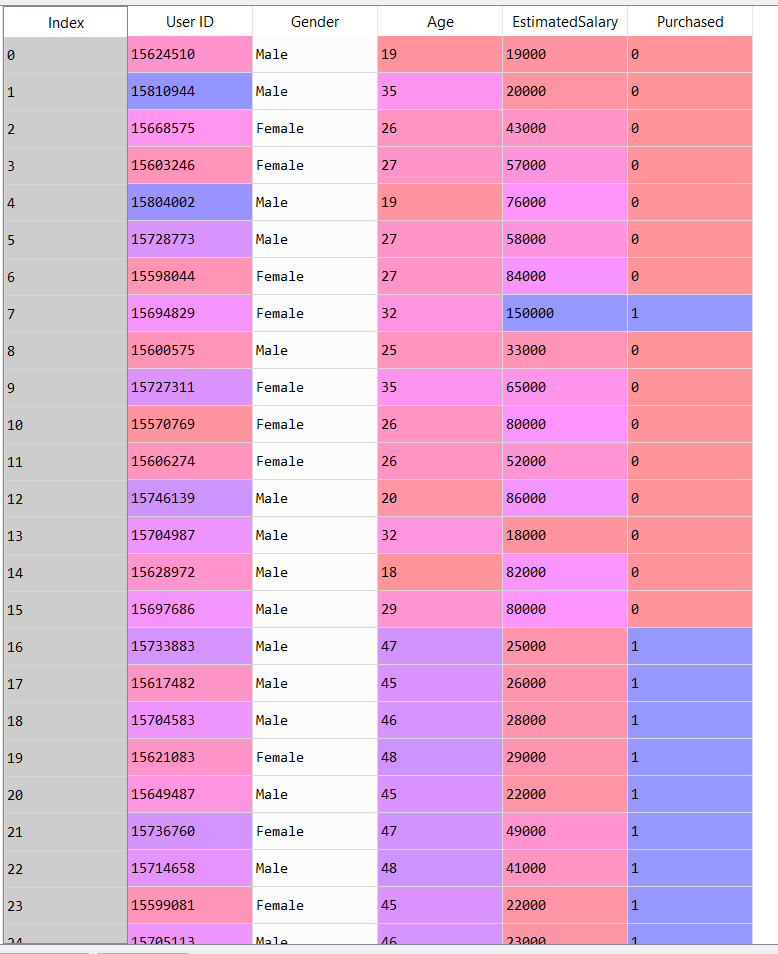 Index User ID Gender Age EstimatedSalary Purchased
0 15624510 Male 19 19000 0
1 15810944 Male 35 20000 0
2 15668575 Female 26 43000 0
3 15603246 Female 27 57000 0
4 15804002 Male 19 76000 0
5 15728773 Male 27 58000 0
6 15598044 Female 27 84000 0
7 15694829 Female 32 150000 1
8 15600575 Male 25 33000 0
9 15727311 Female 35 65000 0
10 15570769 Female 26 80000 0
11 15606274 Female 26 52000 0
12 15746139 Male 20 86000 0
13 15704987 Male 32 18000 0
14 15628972 Male 18 82000 0
15 15697686 Male 29 80000 0
16 15733883 Male 47 25000 1
17 15617482 Male 45 26000 1
18 15704583 Male 46 28000 1
19 15621083 Female 48 29000 1
20 15649487 Male 45 22000 1
21 15736760 Female 47 49000 1
22 15714658 Male 48 41000 1
23 15599081 Female 45 22000 1
24 15705113 Male 46 23000 1